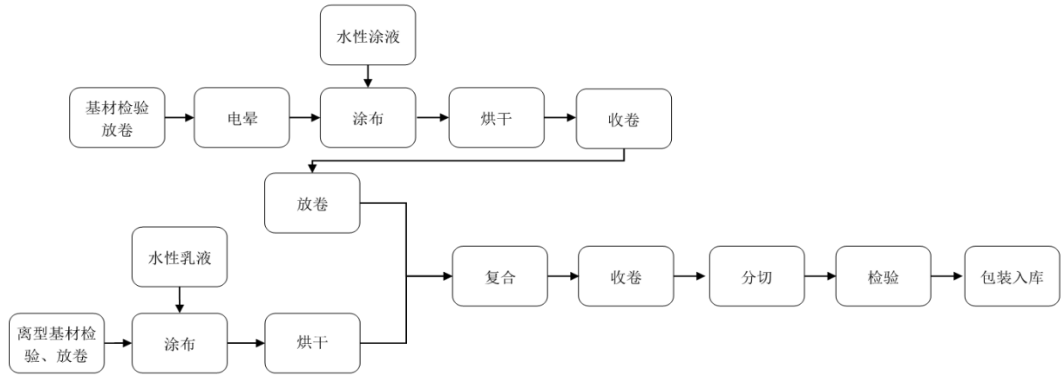 水性涂液
基材检验
放卷
电晕
涂布
烘干
收卷
放卷
水性乳液
复合
收卷
分切
检验
包装入库
离型基材检
验、放卷
涂布
烘干